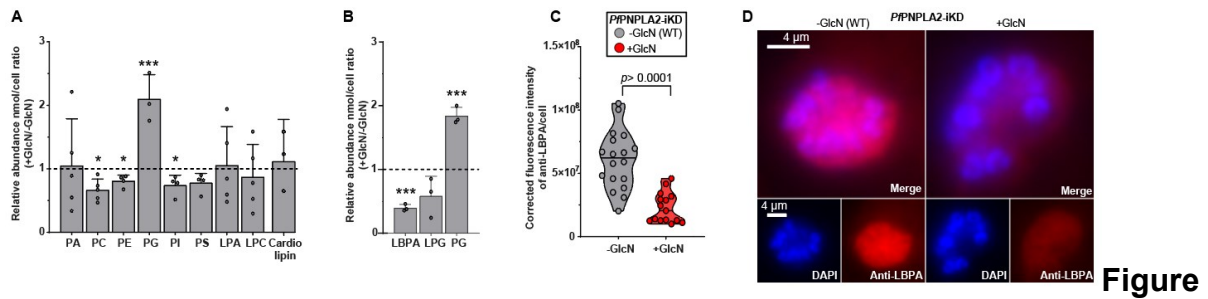 A
Relative abundance nmol/cell ratio
(+GlcN/-GlcN)
3
2
1
0
***
*
*
*
PA PC PE PG PI PS LPA LPC Cardio
lipin
B
Relative abundance nmol/cell ratio
(+GlcN/-GlcN)
3
2
1
0
***
***
LBPA LPG PG
C
PfPNPLA2-iKD
-GlcN (WT)
+GlcN
Corrected fluorescence intensity
of anti-LBPA/cell
1.5×10⁸
1×10⁸
5×10⁷
0
p> 0.0001
-GlcN +GlcN
D
PfPNPLA2-iKD
-GlcN (WT) +GlcN
4 µm
Merge
Merge
4 µm
DAPI
Anti-LBPA
DAPI
Anti-LBPA
Figure